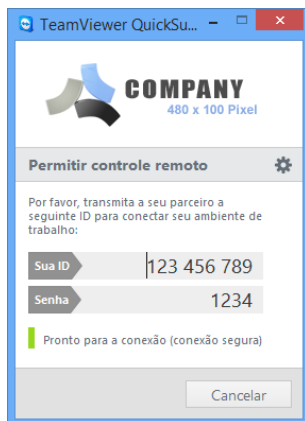 TeamViewer QuickSu...
COMPANY
480 x 100 Pixel
Permitir controle remoto
Por favor, transmita a seu parceiro a
seguinte ID para conectar seu ambiente de
trabalho:
Sua ID 123 456 789
Senha 1234
Pronto para a conexão (conexão segura)
Cancelar